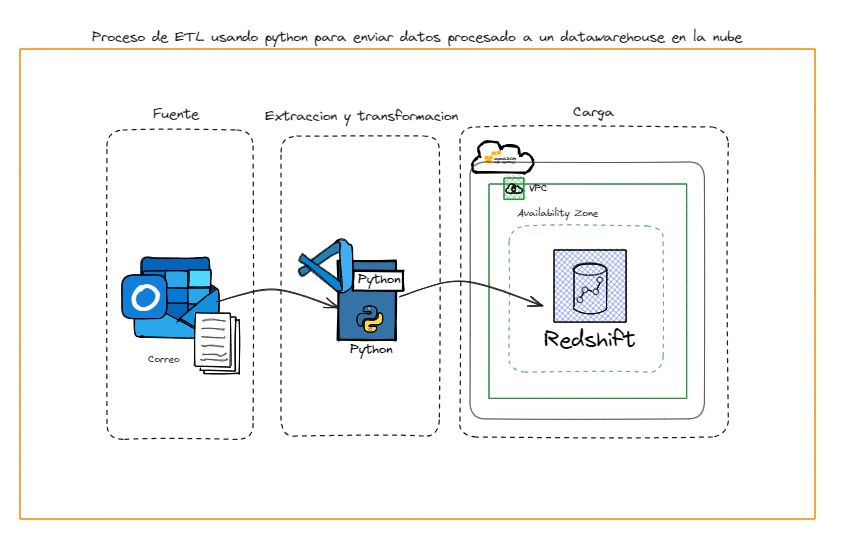 Proceso de ETL usando python para enviar datos procesado a un datawarehouse en la nube
Fuente
Extraccion y transformacion
Carga
amazon
VPC
Availability Zone
Python
Redshift
Python
Correo